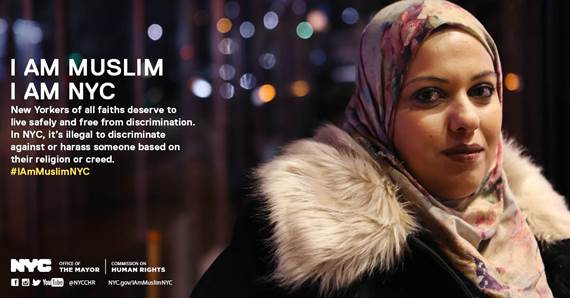 I AM MUSLIM
I AM NYC
New Yorkers of all faiths deserve to
live safely and free from discrimination.
In NYC, it's illegal to discriminate
against or harass someone based on
their religion or creed.
#IAmMuslimNYC
NYC
OFFICE OF
THE MAYOR
COMMISSION ON
HUMAN RIGHTS
You Tube @NYCCHR NYC.gov/IAmMuslimNYC